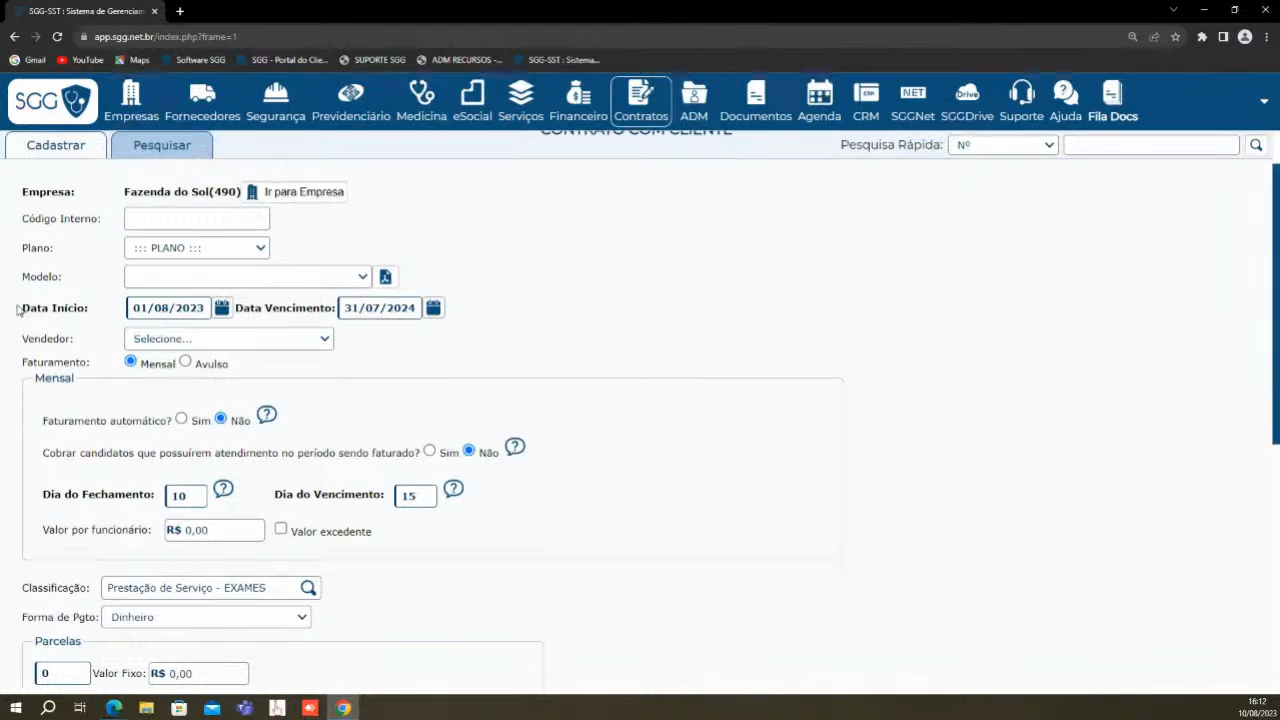 SGG-SST : Sistema de Gerenciam
app.sgg.net.br/index.php?frame=1
Gmail YouTube Maps Software SGG SGG - Portal do Clie... SUPORTE SGG ADM RECURSOS -... SGG-SST : Sistema...
SGG Empresas Fornecedores Segurança Previdenciário Medicina eSocial Serviços Financeiro Contratos ADM Documentos Agenda CRM SGGNet SGGDrive Suporte Ajuda Fila Docs
CONTRATO COM CLIENTE
Cadastrar Pesquisar Pesquisa Rápida: Nº
Empresa: Fazenda do Sol(490) Ir para Empresa
Código Interno:
Plano: ::: PLANO :::
Modelo:
Data Início: 01/08/2023 Data Vencimento: 31/07/2024
Vendedor: Selecione...
Faturamento: Mensal Avulso
Mensal
Faturamento automático? Sim Não
Cobrar candidatos que possuírem atendimento no período sendo faturado? Sim Não
Dia do Fechamento: 10 Dia do Vencimento: 15
Valor por funcionário: R$ 0,00 Valor excedente
Classificação: Prestação de Serviço - EXAMES
Forma de Pgto: Dinheiro
Parcelas
0 Valor Fixo: R$ 0,00
16:12
10/08/2023